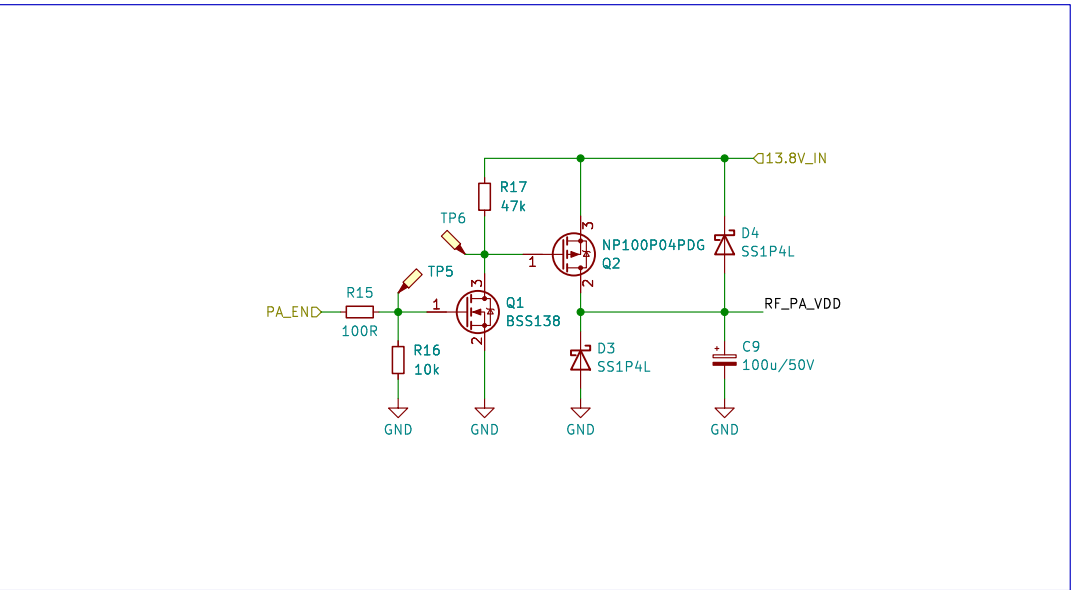 13.8V_IN
R17
47k
TP6
3
D4
SS1P4L
NP100P04PDG
Q2
1
2
TP5
3
R15
100R
PA_EN
1
Q1
BSS138
2
RF_PA_VDD
R16
10k
D3
SS1P4L
+
C9
100u/50V
GND
GND
GND
GND